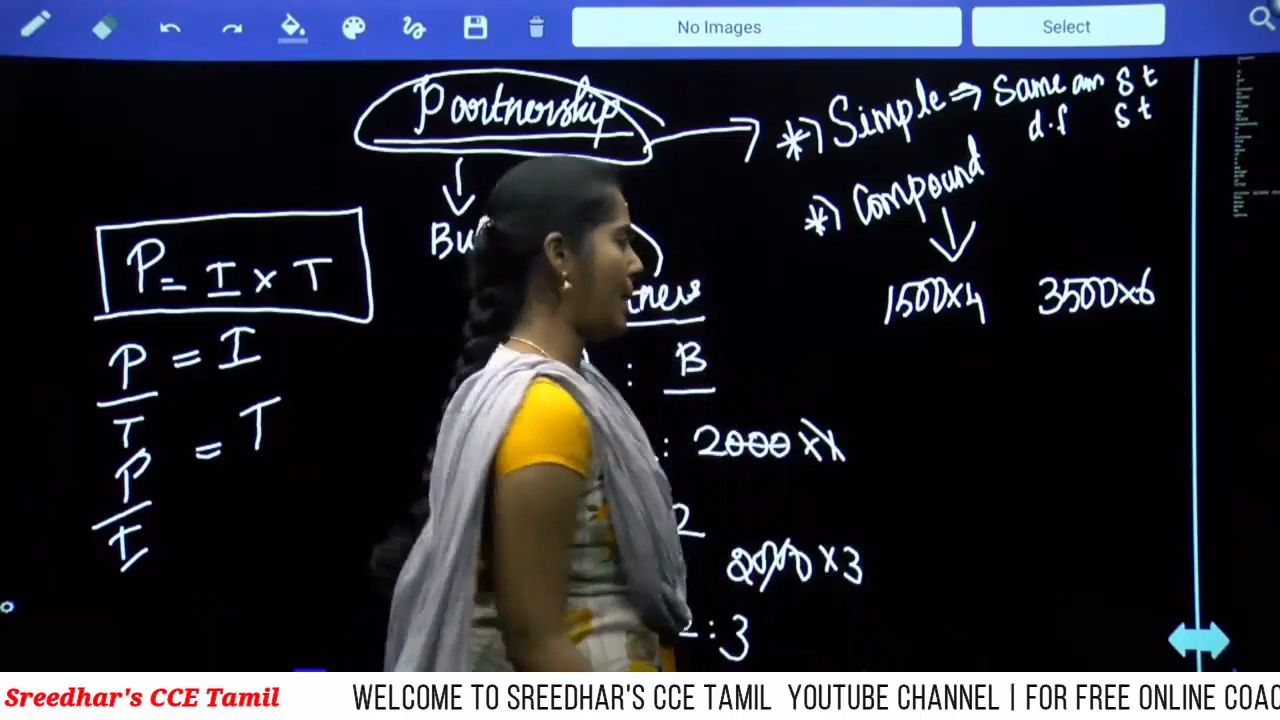 No Images
Select
Partnership
*) Simple ⇒ Same am S t
d.f S t
*) Compound
1500×4 3500×6
Bu
P = I × T
P/T = I
P/I = T
: B
: 2000
2
×3
: 3
Sreedhar's CCE Tamil
WELCOME TO SREEDHAR'S CCE TAMIL YOUTUBE CHANNEL | FOR FREE ONLINE COAC